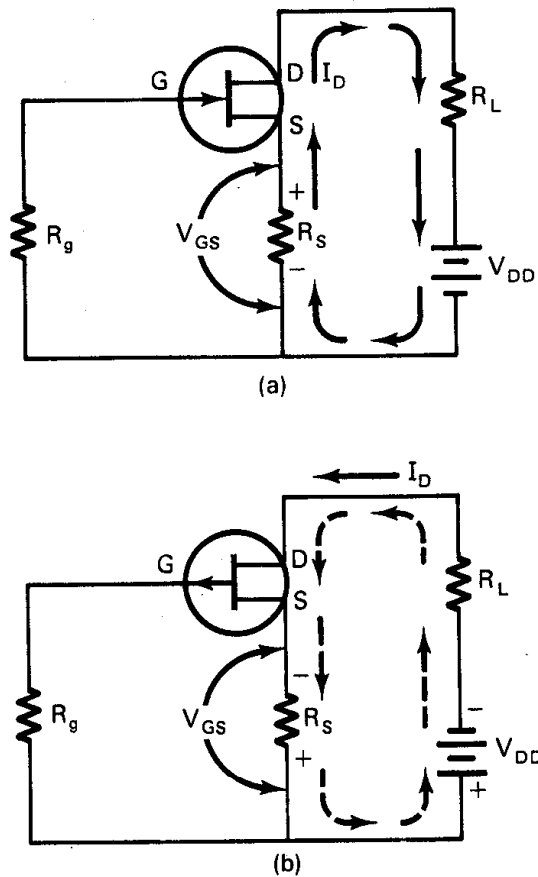 D
I_D
G
R_L
S
+
V_GS
R_S
R_g
−
V_DD
(a)
I_D
G
D
R_L
S
−
−
R_g
V_GS
R_S
V_DD
+
+
(b)